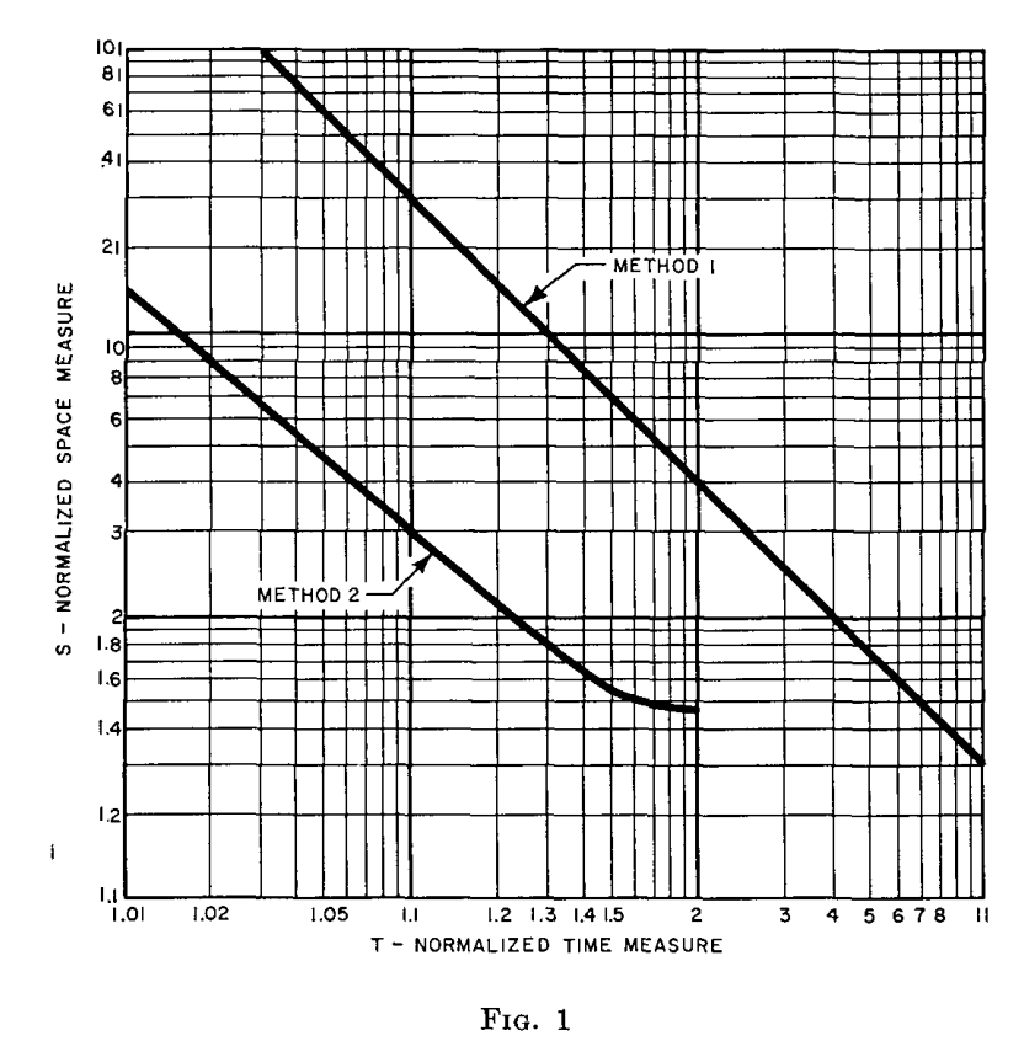 101
81
61
41
21
10
8
6
4
3
2
1.8
1.6
1.4
1.2
1.1
S – NORMALIZED SPACE MEASURE
METHOD 1
METHOD 2
1.01 1.02 1.05 1.1 1.2 1.3 1.4 1.5 2 3 4 5 6 7 8 11
T – NORMALIZED TIME MEASURE
FIG. 1